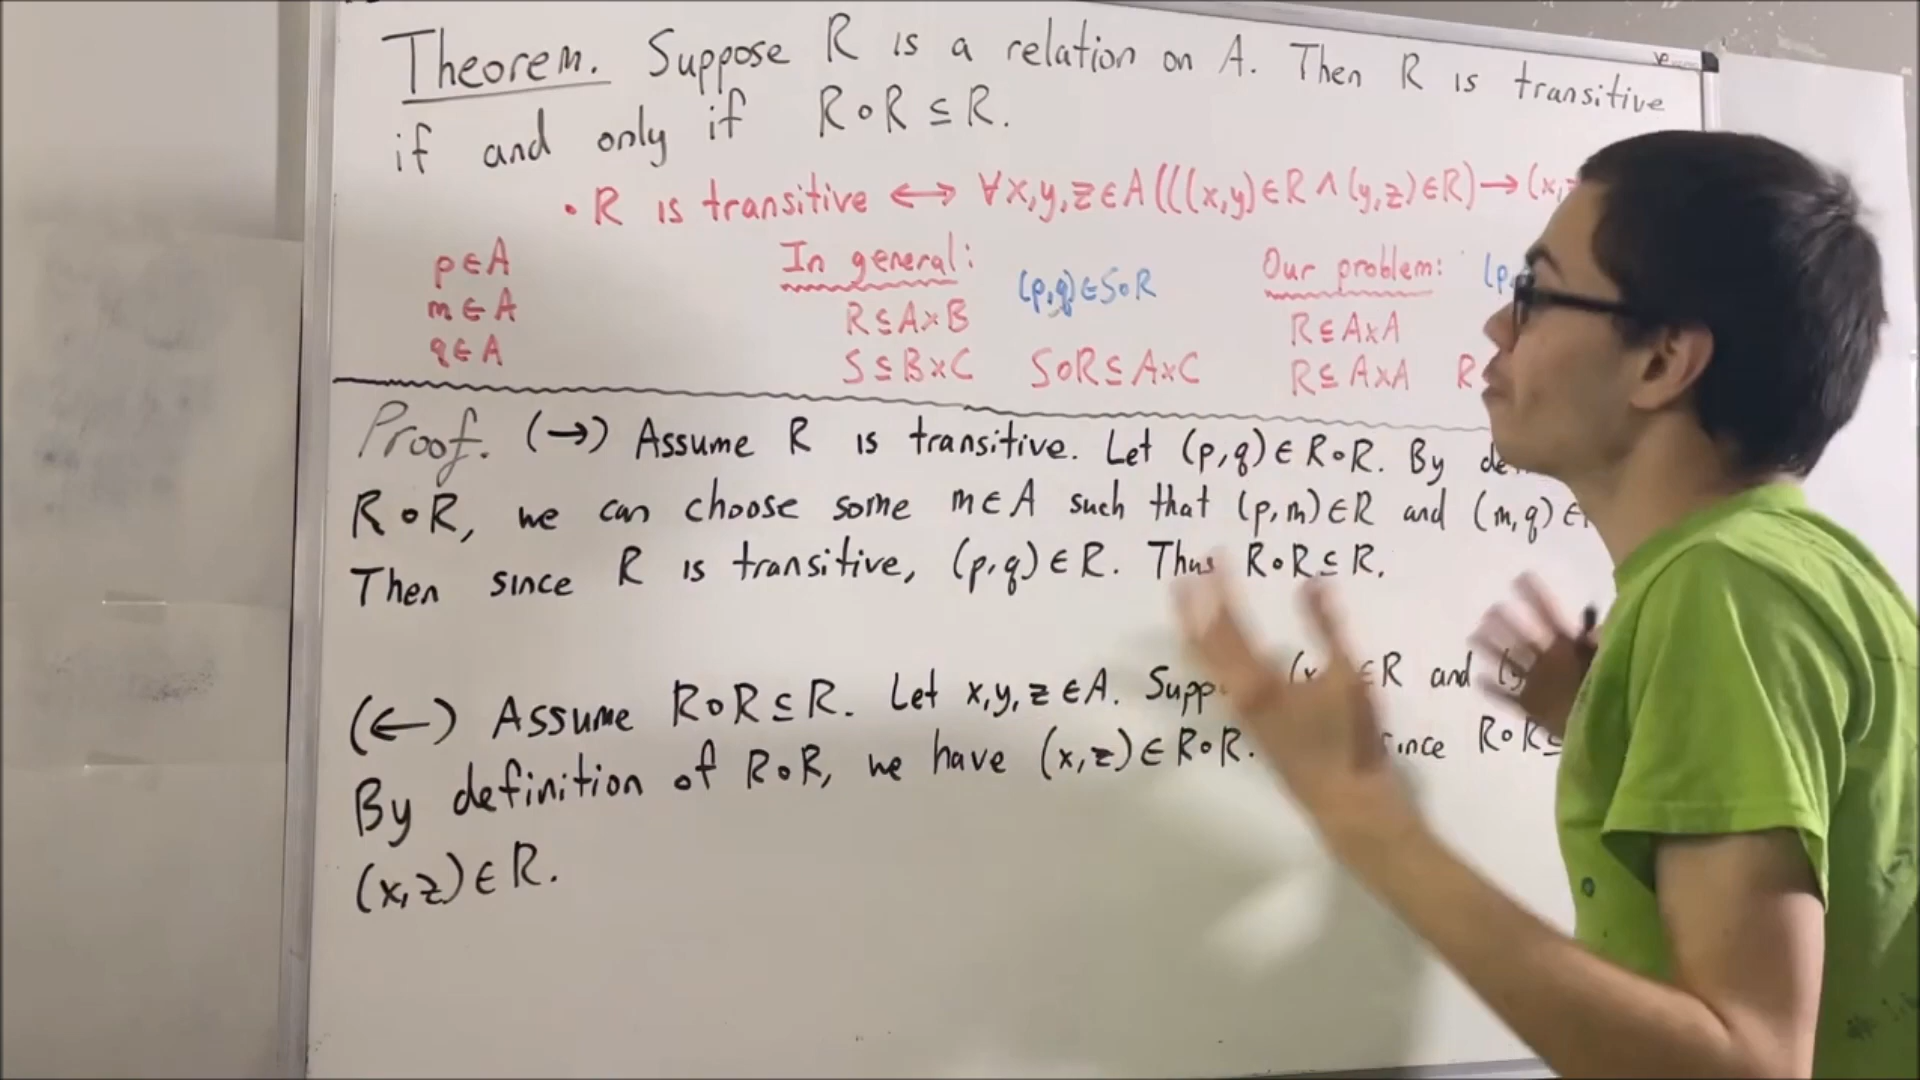 Theorem. Suppose R is a relation on A. Then R is transitive
if and only if R∘R ⊆ R.
• R is transitive ⟷ ∀x,y,z∈A(((x,y)∈R ∧ (y,z)∈R)→(x,z
p∈A
m∈A
q∈A
In general:
R⊆A×B
S⊆B×C
(p,q)∈S∘R
S∘R⊆A×C
Our problem:
R⊆A×A
R⊆A×A
(p,
R
Proof. (→) Assume R is transitive. Let (p,q)∈R∘R. By
R∘R, we can choose some m∈A such that (p,m)∈R and (m,q)∈
Then since R is transitive, (p,q)∈R. Thus R∘R⊆R.
(←) Assume R∘R⊆R. Let x,y,z∈A. (x ∈R and (y
By definition of R∘R, we have (x,z)∈R∘R. since R∘R⊆
(x,z)∈R.